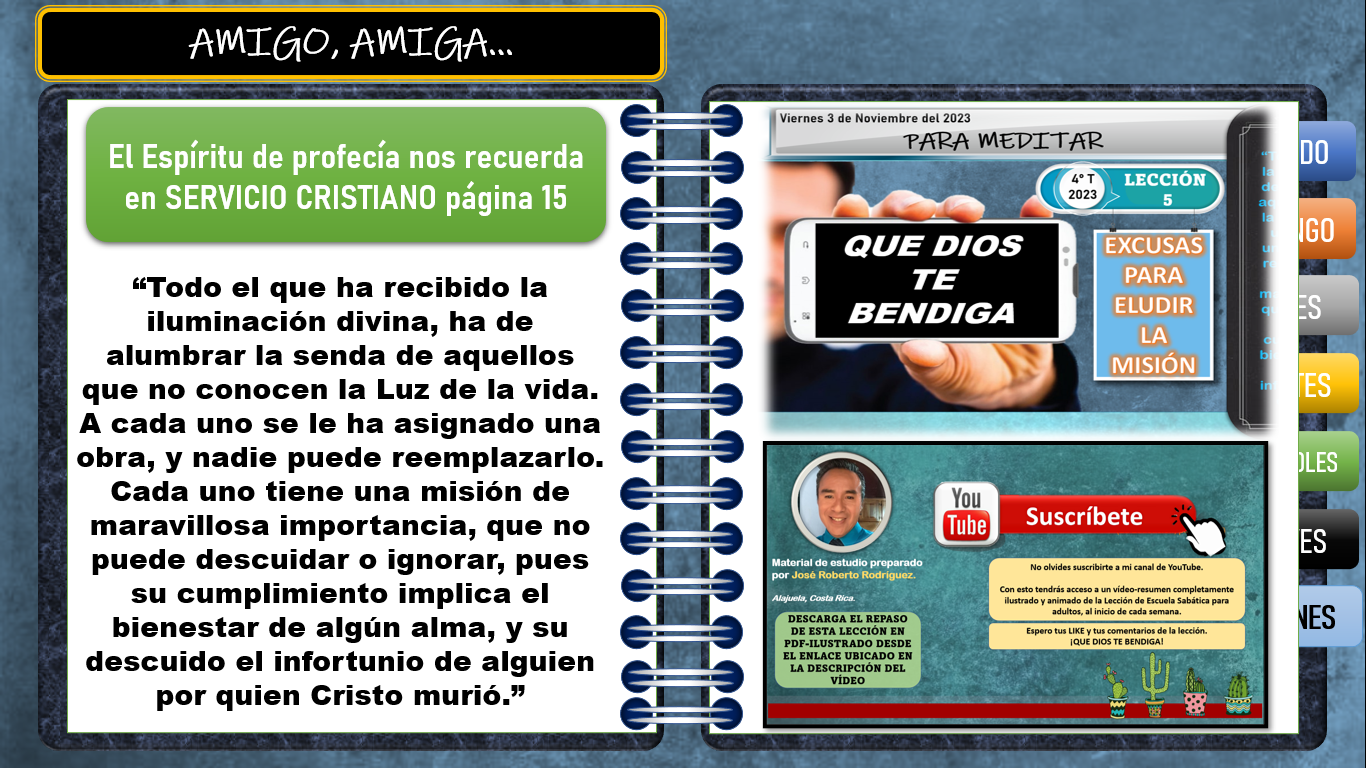 AMIGO, AMIGA...
El Espíritu de profecía nos recuerda
en SERVICIO CRISTIANO página 15
“Todo el que ha recibido la
iluminación divina, ha de
alumbrar la senda de aquellos
que no conocen la Luz de la vida.
A cada uno se le ha asignado una
obra, y nadie puede reemplazarlo.
Cada uno tiene una misión de
maravillosa importancia, que no
puede descuidar o ignorar, pues
su cumplimiento implica el
bienestar de algún alma, y su
descuido el infortunio de alguien
por quien Cristo murió.”
Viernes 3 de Noviembre del 2023
PARA MEDITAR
4° T
2023
LECCIÓN
5
QUE DIOS
TE
BENDIGA
EXCUSAS
PARA
ELUDIR
LA
MISIÓN
Material de estudio preparado
por José Roberto Rodríguez.
Alajuela, Costa Rica.
DESCARGA EL REPASO
DE ESTA LECCIÓN EN
PDF-ILUSTRADO DESDE
EL ENLACE UBICADO EN
LA DESCRIPCIÓN DEL
VÍDEO
You
Tube
Suscríbete
No olvides suscribirte a mi canal de YouTube.
Con esto tendrás acceso a un vídeo-resumen completamente
ilustrado y animado de la Lección de Escuela Sabática para
adultos, al inicio de cada semana.
Espero tus LIKE y tus comentarios de la lección.
¡QUE DIOS TE BENDIGA!
DO
NGO
ES
TES
OLES
ES
NES